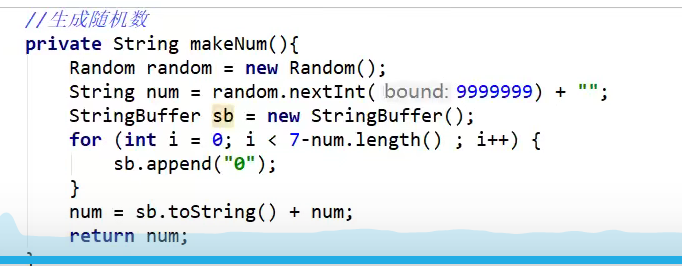 //生成随机数
private String makeNum(){
Random random = new Random();
String num = random.nextInt( bound: 9999999) + "";
StringBuffer sb = new StringBuffer();
for (int i = 0; i < 7-num.length() ; i++) {
sb.append("0");
}
num = sb.toString() + num;
return num;